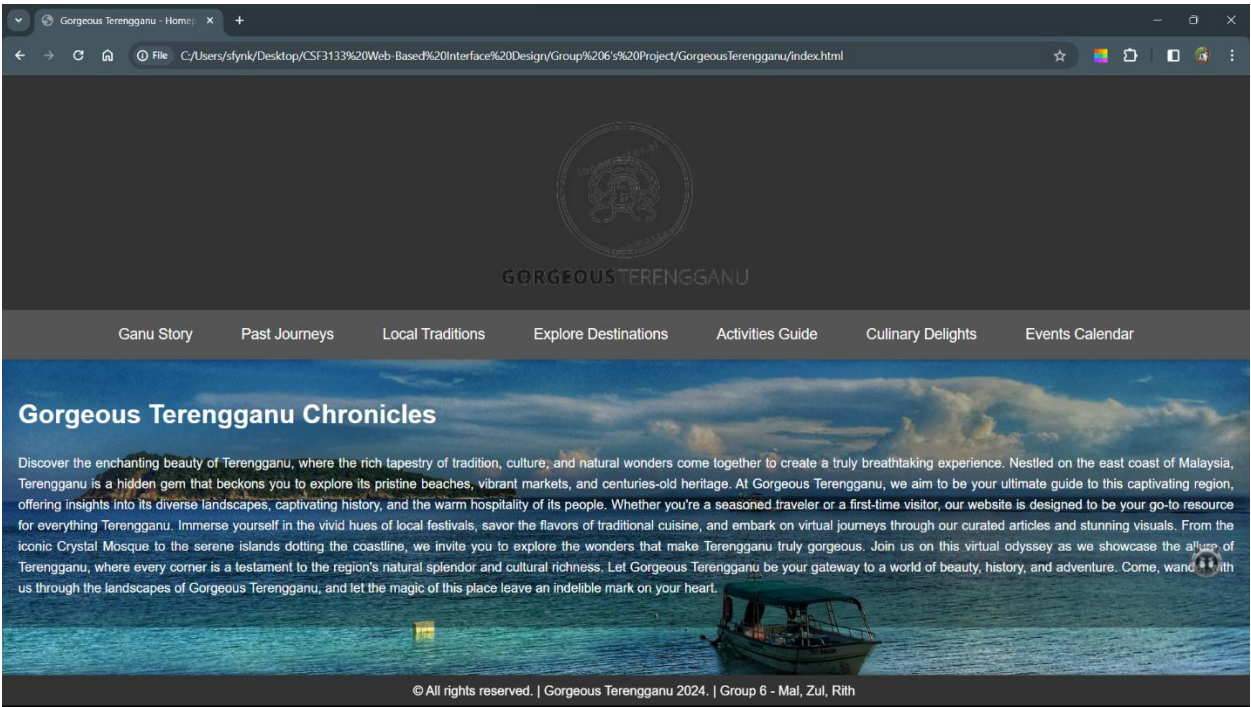 Gorgeous Terengganu - Homep
File C:/Users/sfynk/Desktop/CSF3133%20Web-Based%20Interface%20Design/Group%206's%20Project/GorgeousTerengganu/index.html
logomaster.ai
GORGEOUSTERENGGANU
Ganu Story Past Journeys Local Traditions Explore Destinations Activities Guide Culinary Delights Events Calendar
Gorgeous Terengganu Chronicles
Discover the enchanting beauty of Terengganu, where the rich tapestry of tradition, culture, and natural wonders come together to create a truly breathtaking experience. Nestled on the east coast of Malaysia,
Terengganu is a hidden gem that beckons you to explore its pristine beaches, vibrant markets, and centuries-old heritage. At Gorgeous Terengganu, we aim to be your ultimate guide to this captivating region,
offering insights into its diverse landscapes, captivating history, and the warm hospitality of its people. Whether you're a seasoned traveler or a first-time visitor, our website is designed to be your go-to resource
for everything Terengganu. Immerse yourself in the vivid hues of local festivals, savor the flavors of traditional cuisine, and embark on virtual journeys through our curated articles and stunning visuals. From the
iconic Crystal Mosque to the serene islands dotting the coastline, we invite you to explore the wonders that make Terengganu truly gorgeous. Join us on this virtual odyssey as we showcase the allure of
Terengganu, where every corner is a testament to the region's natural splendor and cultural richness. Let Gorgeous Terengganu be your gateway to a world of beauty, history, and adventure. Come, wander with
us through the landscapes of Gorgeous Terengganu, and let the magic of this place leave an indelible mark on your heart.
© All rights reserved. | Gorgeous Terengganu 2024. | Group 6 - Mal, Zul, Rith